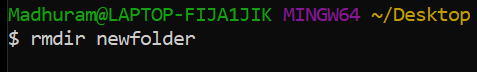 Madhuram@LAPTOP-FIJA1JIK MINGW64 ~/Desktop
$ rmdir newfolder